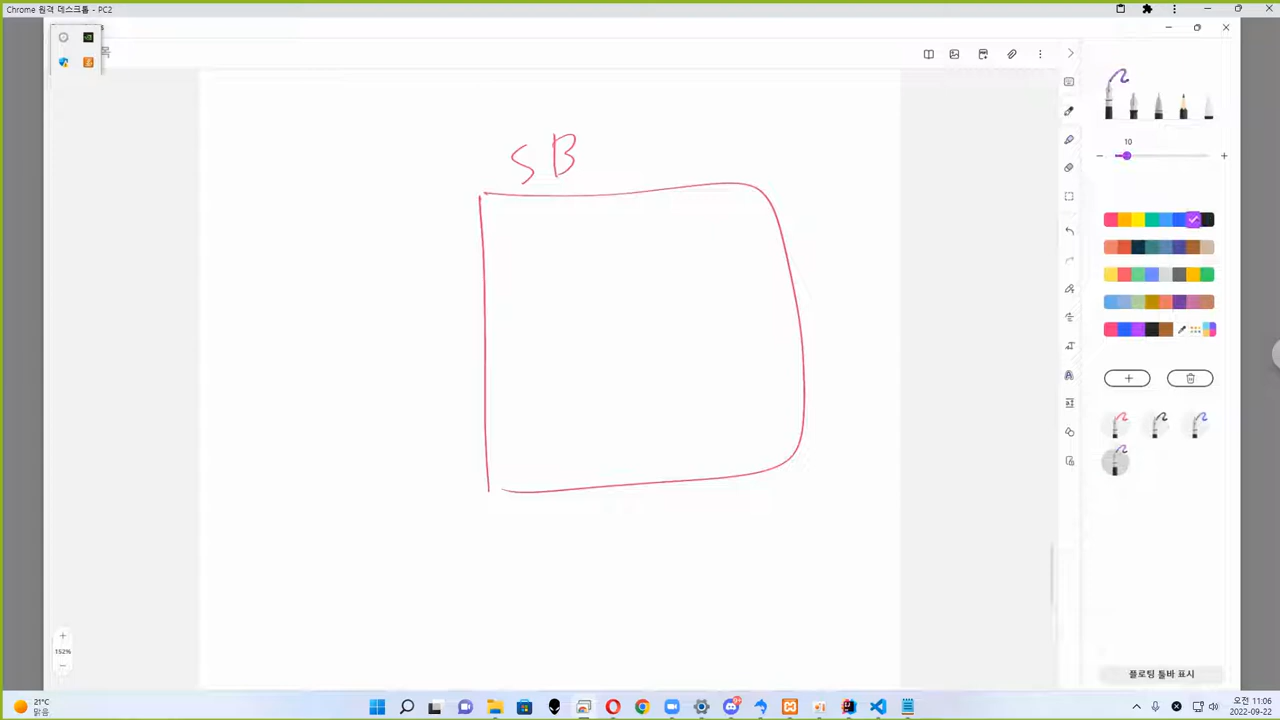 Chrome 원격 데스크톱 - PC2
SB
10
152%
플로팅 툴바 표시
21°C
맑음
오전 11:06
2022-09-22